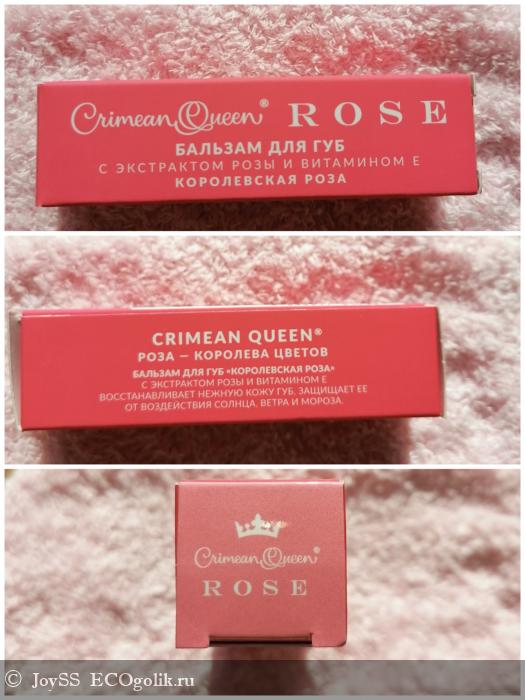 Crimean Queen® ROSE
БАЛЬЗАМ ДЛЯ ГУБ
С ЭКСТРАКТОМ РОЗЫ И ВИТАМИНОМ Е
КОРОЛЕВСКАЯ РОЗА
CRIMEAN QUEEN®
РОЗА — КОРОЛЕВА ЦВЕТОВ
БАЛЬЗАМ ДЛЯ ГУБ «КОРОЛЕВСКАЯ РОЗА»
С ЭКСТРАКТОМ РОЗЫ И ВИТАМИНОМ Е
ВОССТАНАВЛИВАЕТ НЕЖНУЮ КОЖУ ГУБ, ЗАЩИЩАЕТ ЕЕ
ОТ ВОЗДЕЙСТВИЯ СОЛНЦА, ВЕТРА И МОРОЗА.
Crimean Queen®
ROSE
© JoySS ECOgolik.ru